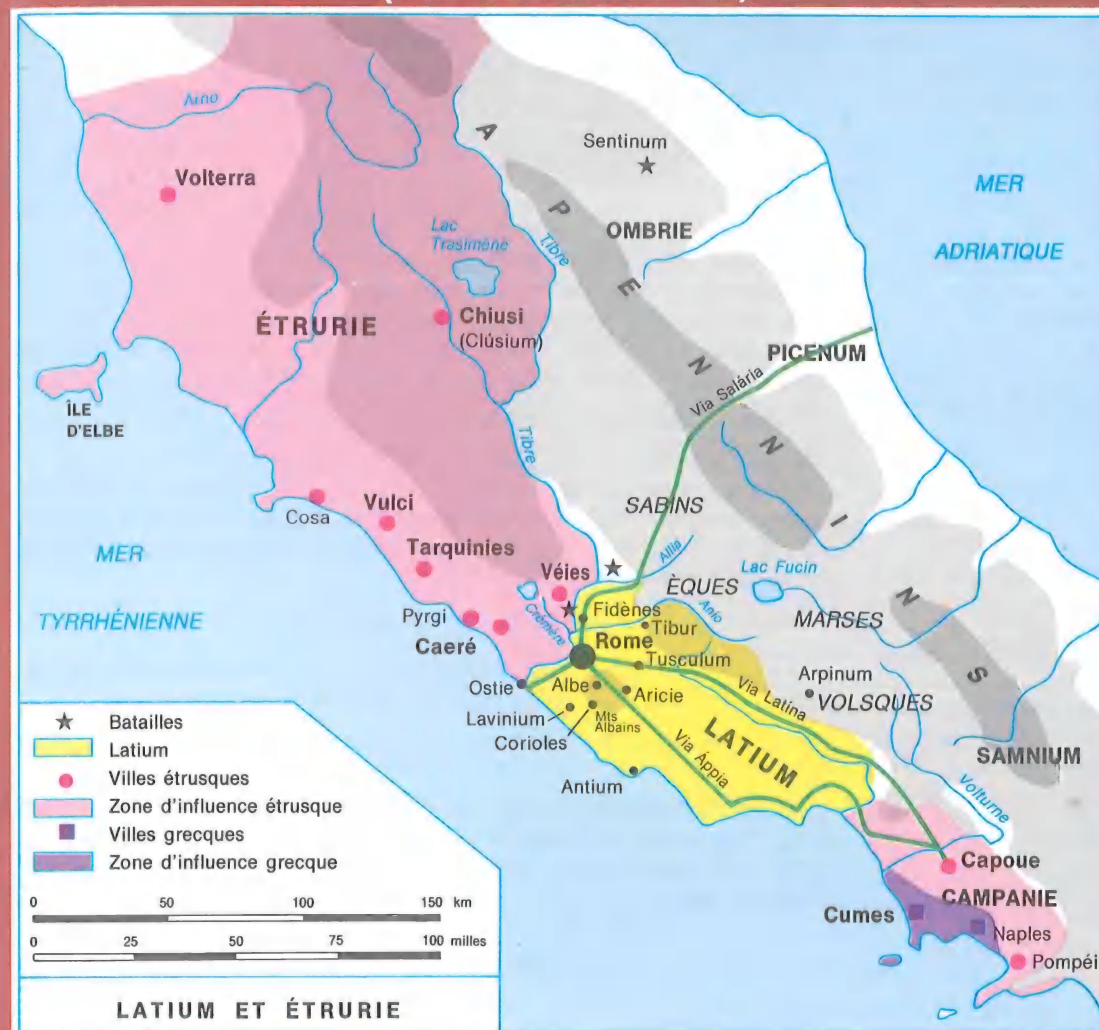 Arno
Volterra
A
P
E
N
N
I
N
S
Sentinum
OMBRIE
MER
ADRIATIQUE
Lac
Trasimène
Tibre
ÉTRURIE
Chiusi
(Clúsium)
PICENUM
Via Salária
ÎLE
D'ELBE
Tibre
SABINS
Cosa
Vulci
Tarquinies
MER
TYRRHÉNIENNE
Véies
Allia
ÈQUES
Lac Fucin
MARSES
Pyrgi
Caeré
Crémère
Fidènes
Anio
Tibur
Rome
Tusculum
Arpinum
VOLSQUES
Via Latina
Ostie
Albe
Aricie
Lavinium
Mts
Albains
Corioles
LATIUM
Via Áppia
Antium
SAMNIUM
Volturne
Capoue
CAMPANIE
Cumes
Naples
Pompéi
Batailles
Latium
Villes étrusques
Zone d'influence étrusque
Villes grecques
Zone d'influence grecque
0 50 100 150 km
0 25 50 75 100 milles
LATIUM ET ÉTRURIE